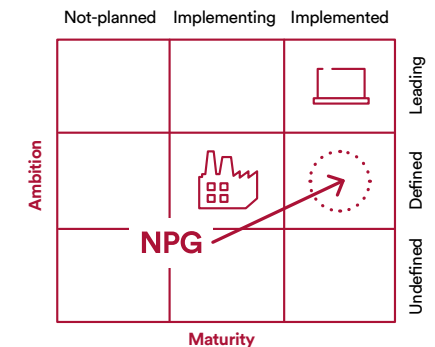 Not-planned Implementing Implemented
Leading
Ambition
Defined
NPG
Undefined
Maturity